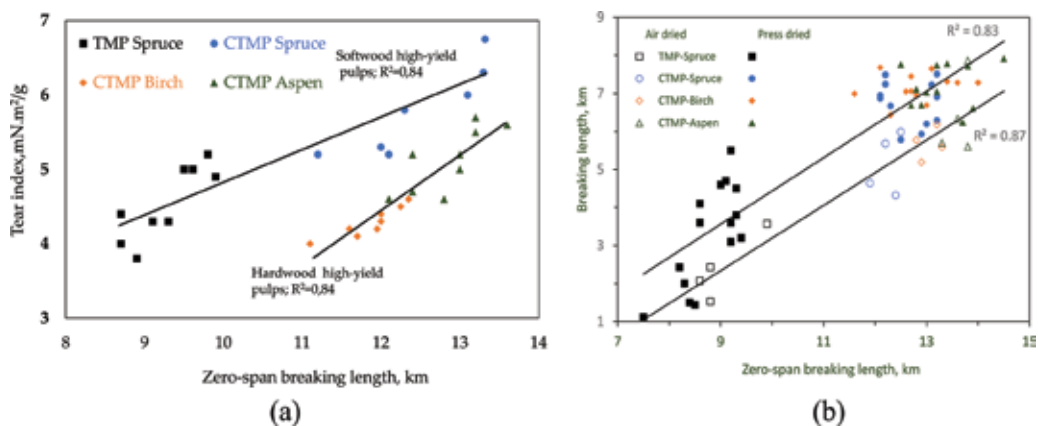 TMP Spruce
CTMP Spruce
CTMP Birch
CTMP Aspen
Softwood high-yield
pulps; R²=0,84
Hardwood high-yield
pulps; R²=0,84
Tear index,mN.m²/g
7
6
5
4
3
8
9
10
11
12
13
14
Zero-span breaking length, km
(a)
Air dried
Press dried
TMP-Spruce
CTMP-Spruce
CTMP-Birch
CTMP-Aspen
R² = 0.83
R² = 0.87
Breaking length, km
9
7
5
3
1
7
9
11
13
15
Zero-span breaking length, km
(b)